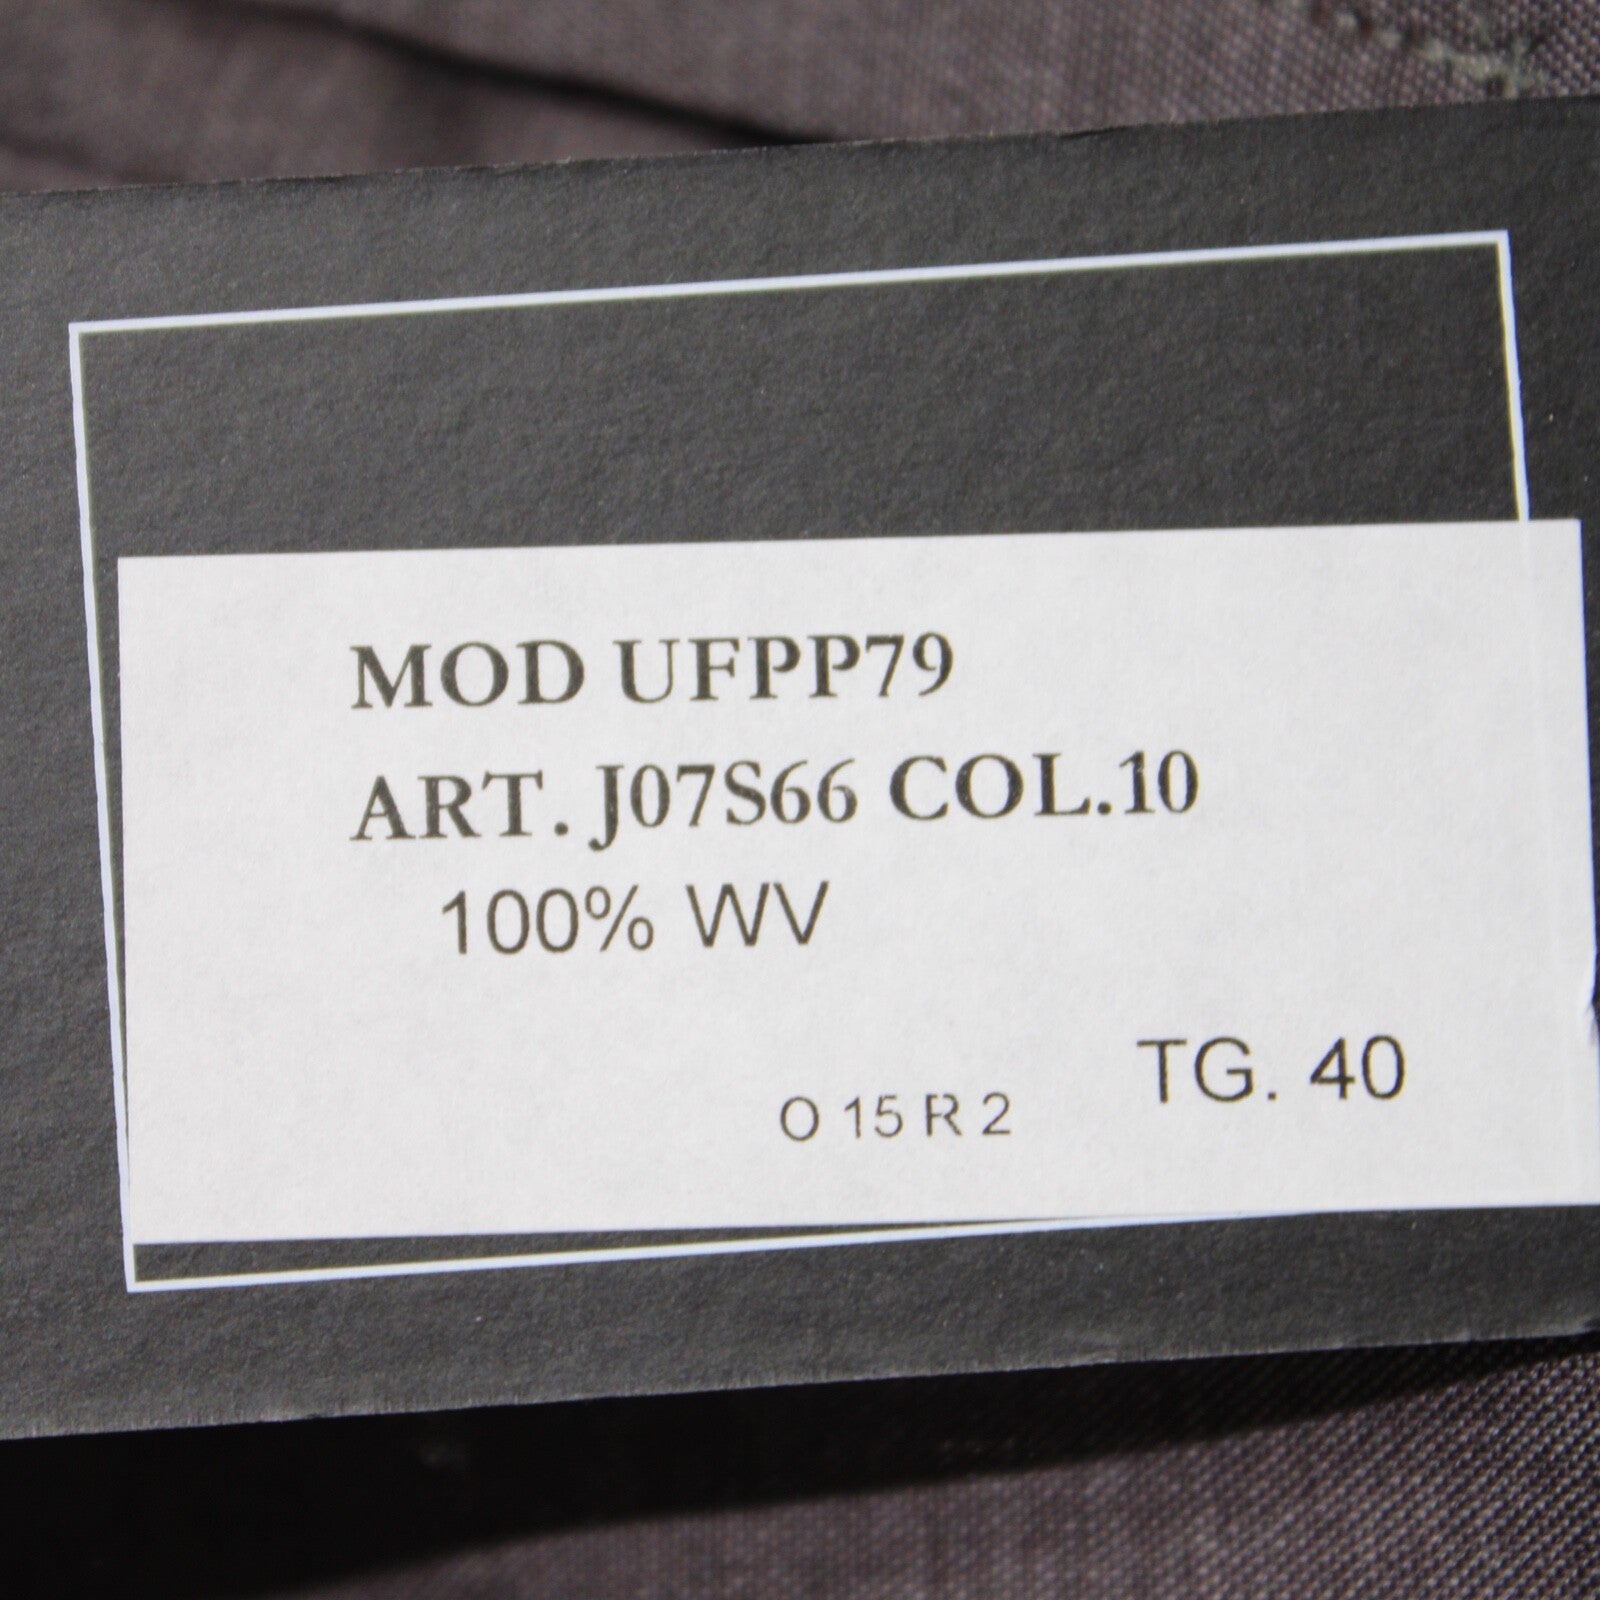 MOD UFPP79
ART. J07S66 COL.10
100% WV
TG. 40
O 15 R 2